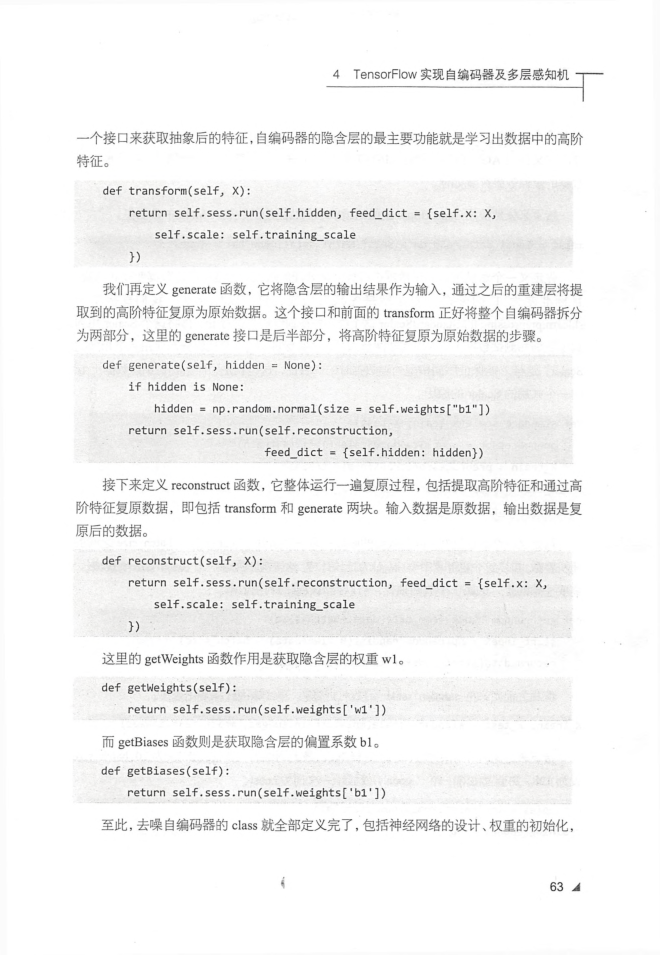 4 TensorFlow 实现自编码器及多层感知机
一个接口来获取抽象后的特征,自编码器的隐含层的最主要功能就是学习出数据中的高阶
特征。
def transform(self, X):
    return self.sess.run(self.hidden, feed_dict = {self.x: X,
        self.scale: self.training_scale
    })
我们再定义 generate 函数，它将隐含层的输出结果作为输入，通过之后的重建层将提
取到的高阶特征复原为原始数据。这个接口和前面的 transform 正好将整个自编码器拆分
为两部分，这里的 generate 接口是后半部分，将高阶特征复原为原始数据的步骤。
def generate(self, hidden = None):
    if hidden is None:
        hidden = np.random.normal(size = self.weights["b1"])
    return self.sess.run(self.reconstruction,
                         feed_dict = {self.hidden: hidden})
接下来定义 reconstruct 函数，它整体运行一遍复原过程，包括提取高阶特征和通过高
阶特征复原数据，即包括 transform 和 generate 两块。输入数据是原数据，输出数据是复
原后的数据。
def reconstruct(self, X):
    return self.sess.run(self.reconstruction, feed_dict = {self.x: X,
        self.scale: self.training_scale
    })
这里的 getWeights 函数作用是获取隐含层的权重 w1。
def getWeights(self):
    return self.sess.run(self.weights['w1'])
而 getBiases 函数则是获取隐含层的偏置系数 b1。
def getBiases(self):
    return self.sess.run(self.weights['b1'])
至此,去噪自编码器的 class 就全部定义完了,包括神经网络的设计、权重的初始化,
63